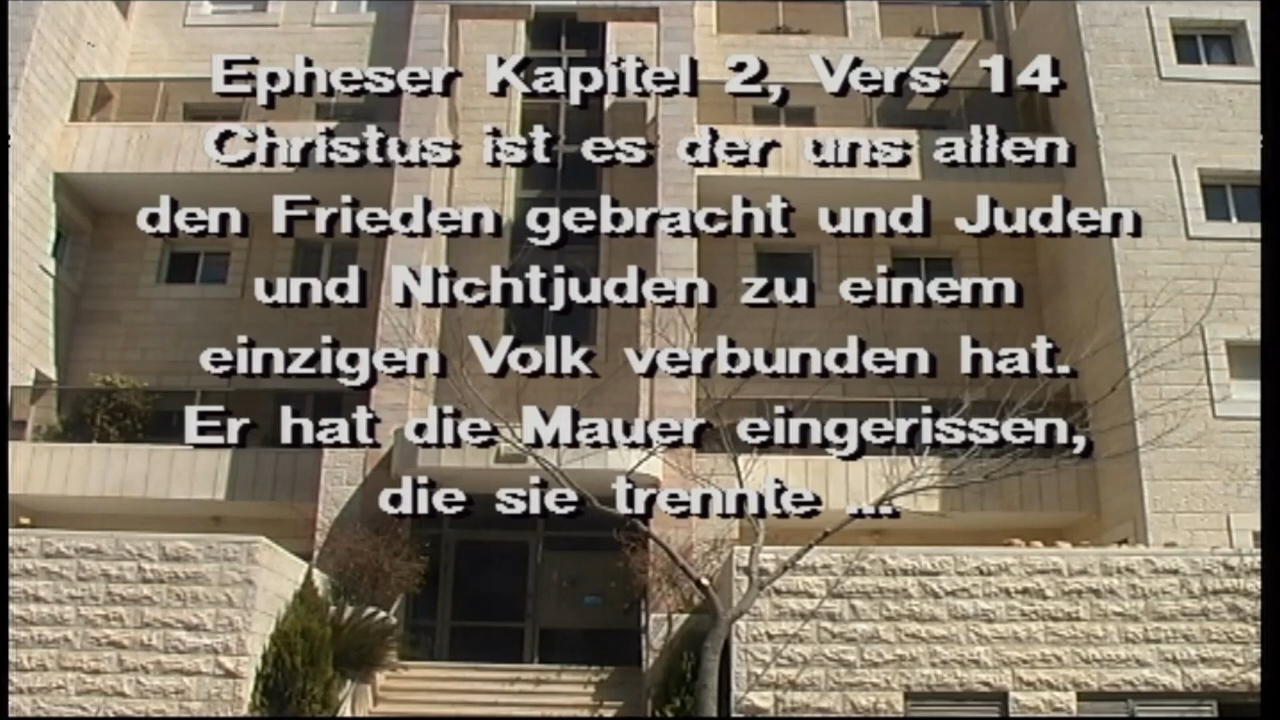 Epheser Kapitel 2, Vers 14
Christus ist es der uns allen
den Frieden gebracht und Juden
und Nichtjuden zu einem
einzigen Volk verbunden hat.
Er hat die Mauer eingerissen,
die sie trennte ...